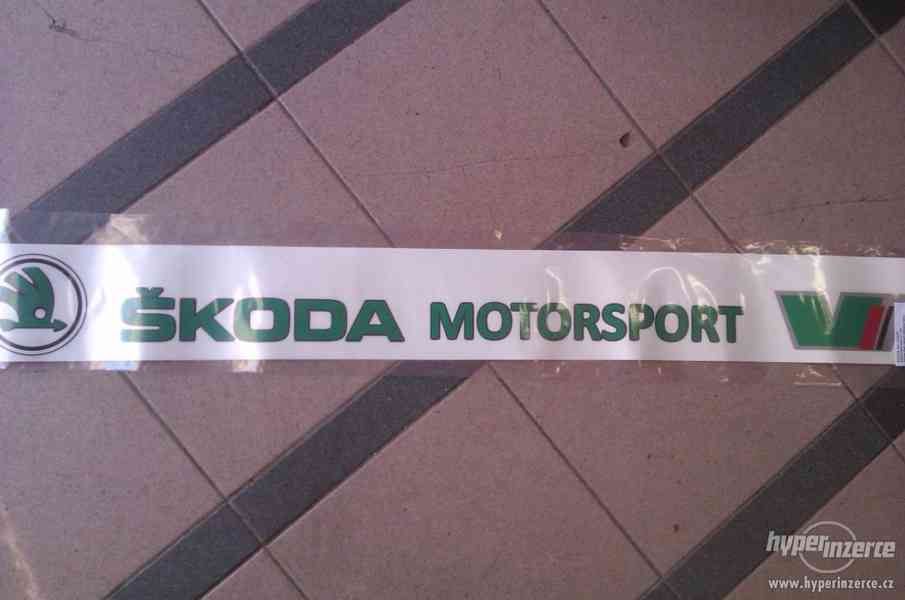 ŠKODA MOTORSPORT V
hyperinzerce
www.hyperinzerce.cz